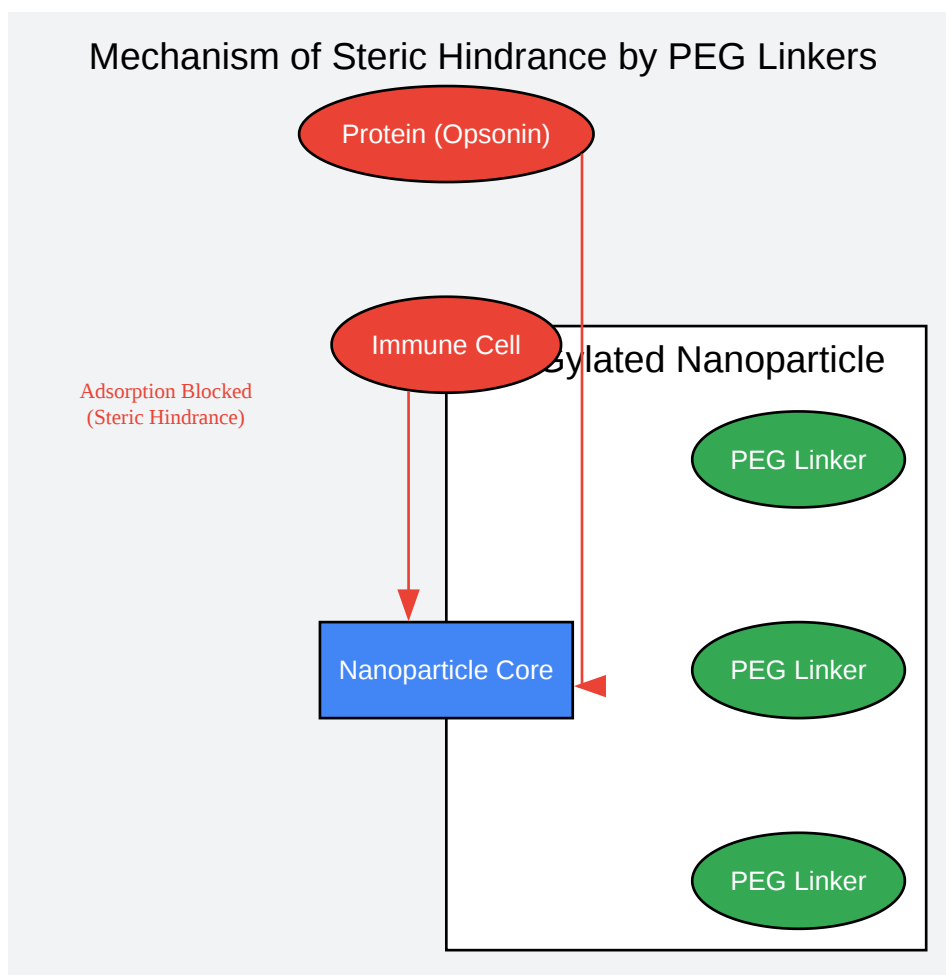 Mechanism of Steric Hindrance by PEG Linkers
Protein (Opsonin)
Immune Cell
Gylated Nanoparticle
Adsorption Blocked
(Steric Hindrance)
PEG Linker
Nanoparticle Core
PEG Linker
PEG Linker